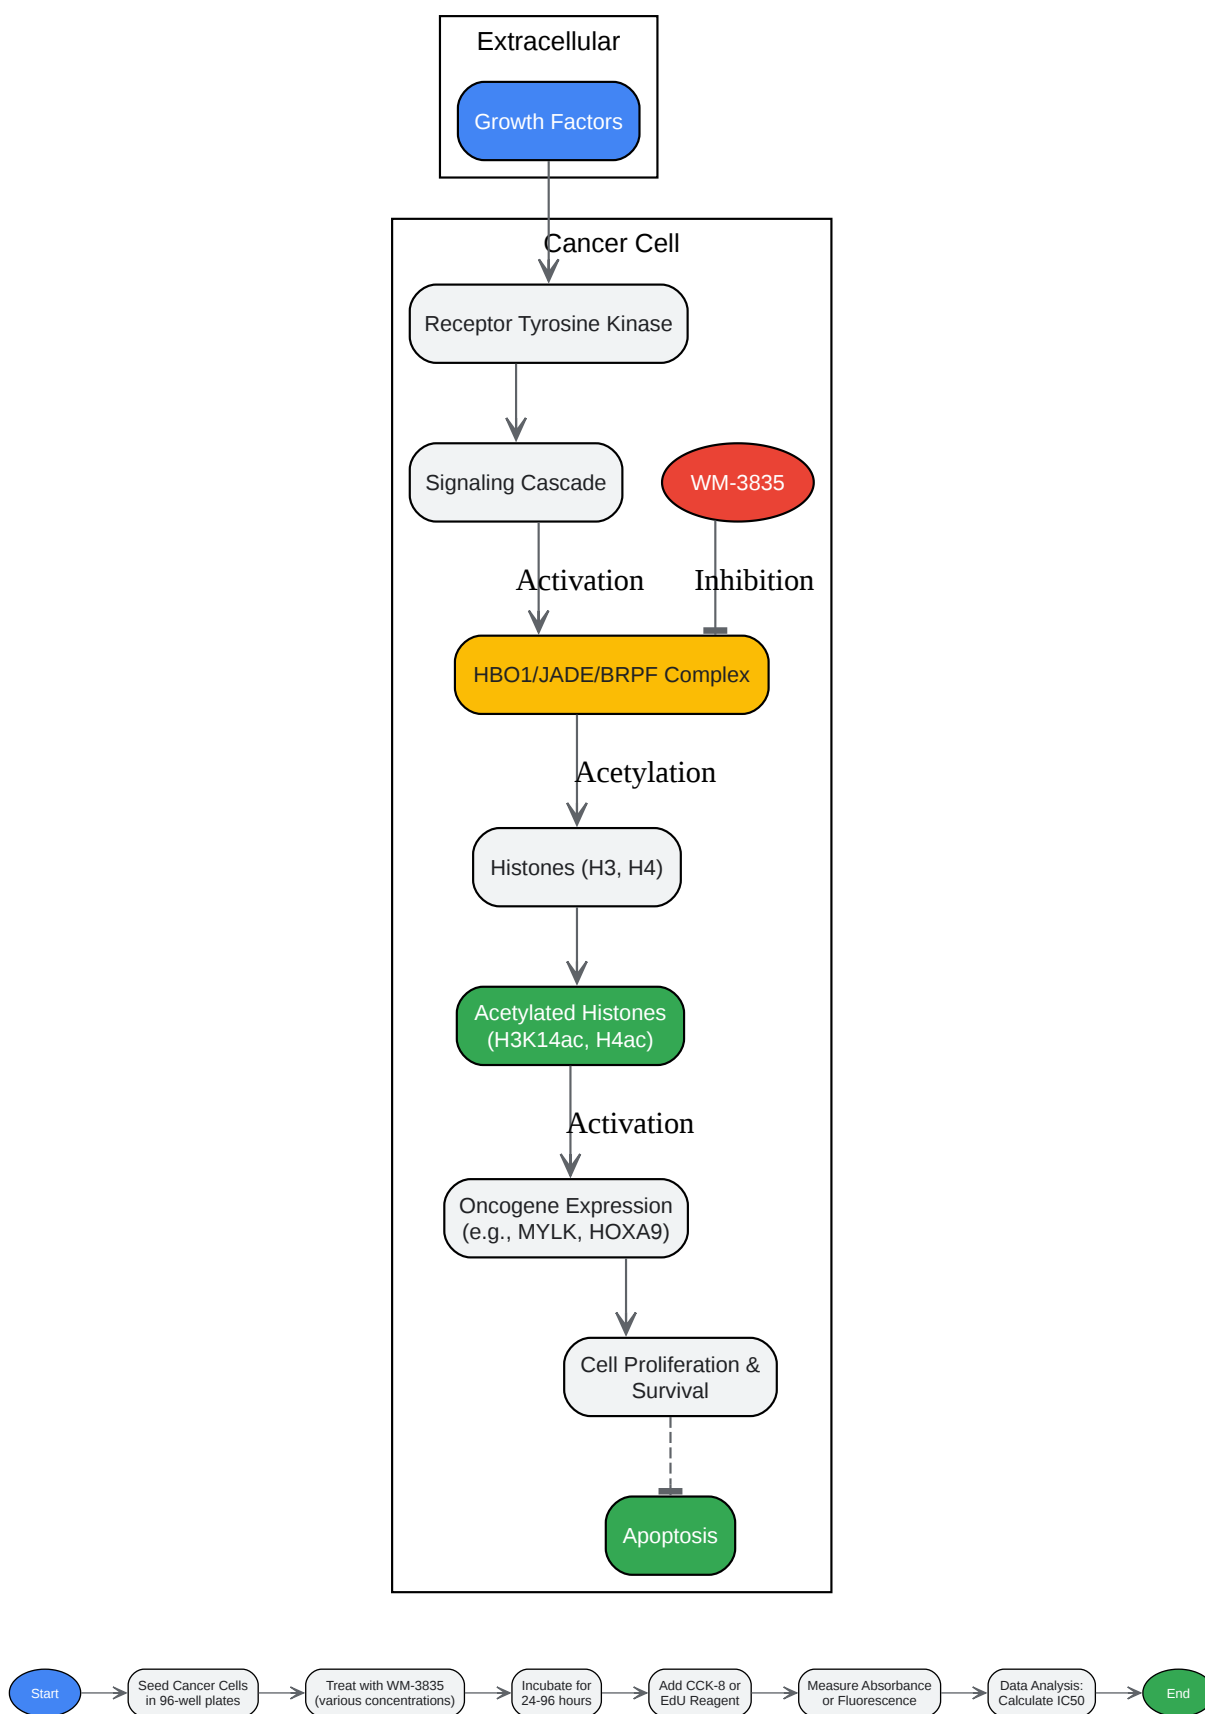 Extracellular
Growth Factors
Cancer Cell
Receptor Tyrosine Kinase
Signaling Cascade
WM-3835
Activation
Inhibition
HBO1/JADE/BRPF Complex
Acetylation
Histones (H3, H4)
Acetylated Histones
(H3K14ac, H4ac)
Activation
Oncogene Expression
(e.g., MYLK, HOXA9)
Cell Proliferation &
Survival
Apoptosis
Start
Seed Cancer Cells
in 96-well plates
Treat with WM-3835
(various concentrations)
Incubate for
24-96 hours
Add CCK-8 or
EdU Reagent
Measure Absorbance
or Fluorescence
Data Analysis:
Calculate IC50
End